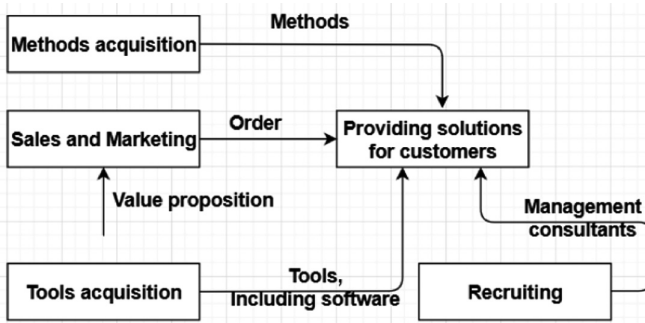 Methods
Methods acquisition
Sales and Marketing
Order
Providing solutions
for customers
Value proposition
Management
consultants
Tools acquisition
Tools,
Including software
Recruiting